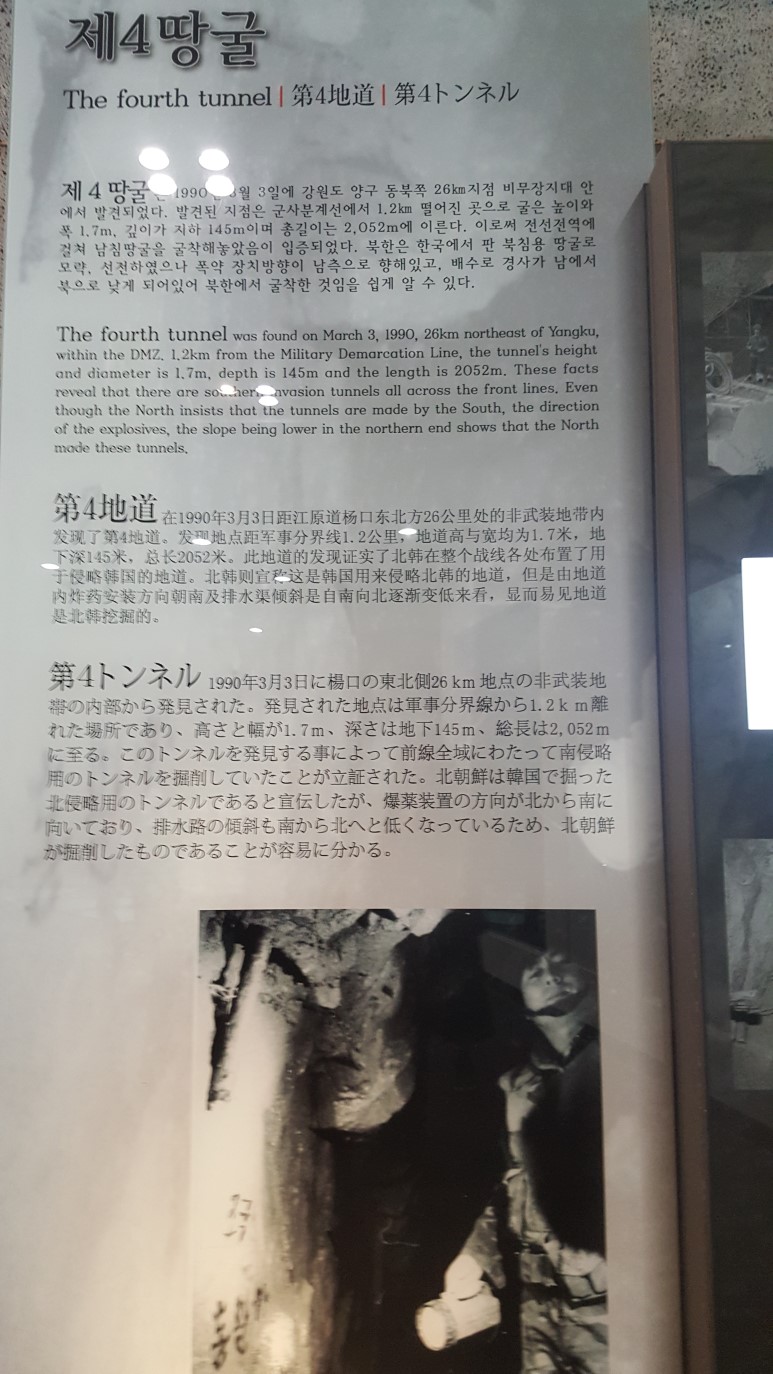 제4땅굴
The fourth tunnel | 第4地道 | 第4トンネル
제 4 땅굴 1990 3월 3일에 강원도 양구 동북쪽 26km지점 비무장지대 안
에서 발견되었다. 발견된 지점은 군사분계선에서 1.2km 떨어진 곳으로 굴은 높이와
폭 1.7m, 깊이가 지하 145m이며 총길이는 2,052m에 이른다. 이로써 전선전역에
걸쳐 남침땅굴을 굴착해놓았음이 입증되었다. 북한은 한국에서 판 북침용 땅굴로
모략, 선전하였으나 폭약 장치방향이 남측으로 향해있고, 배수로 경사가 남에서
북으로 낮게 되어있어 북한에서 굴착한 것임을 쉽게 알 수 있다.
The fourth tunnel was found on March 3, 1990, 26km northeast of Yangku,
within the DMZ. 1.2km from the Military Demarcation Line, the tunnel's height
and diameter is 1.7m, depth is 145m and the length is 2052m. These facts
reveal that there are southern invasion tunnels all across the front lines. Even
though the North insists that the tunnels are made by the South, the direction
of the explosives, the slope being lower in the northern end shows that the North
made these tunnels.
第4地道 在1990年3月3日距江原道杨口东北方26公里处的非武装地带内
发现了第4地道。发现地点距军事分界线1.2公里，地道高与宽均为1.7米，地
下深145米，总长2052米。此地道的发现证实了北韩在整个战线各处布置了用
于侵略韩国的地道。北韩则宣称这是韩国用来侵略北韩的地道，但是由地道
内炸药安装方向朝南及排水渠倾斜是自南向北逐渐变低来看，显而易见地道
是北韩挖掘的。
第4トンネル 1990年3月3日に楊口の東北側26 km 地点の非武装地
帯の内部から発見された。発見された地点は軍事分界線から1.2ｋｍ離
れた場所であり、高さと幅が1.7m、深さは地下145m、総長は2,052m
に至る。このトンネルを発見する事によって前線全域にわたって南侵略
用のトンネルを掘削していたことが立証された。北朝鮮は韓国で掘った
北侵略用のトンネルであると宣伝したが、爆薬装置の方向が北から南に
向いており、排水路の傾斜も南から北へと低くなっているため、北朝鮮
が掘削したものであることが容易に分かる。